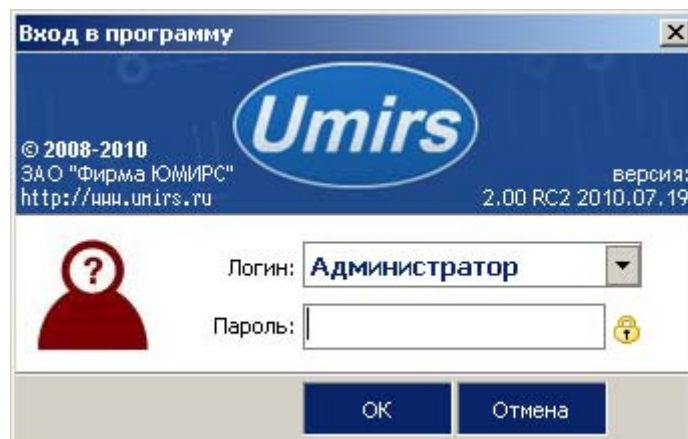 Вход в программу
Umirs
© 2008-2010
ЗАО "Фирма ЮМИРС"
http://www.umirs.ru
версия:
2.00 RC2 2010.07.19
?
Логин: Администратор
Пароль:
ОК Отмена